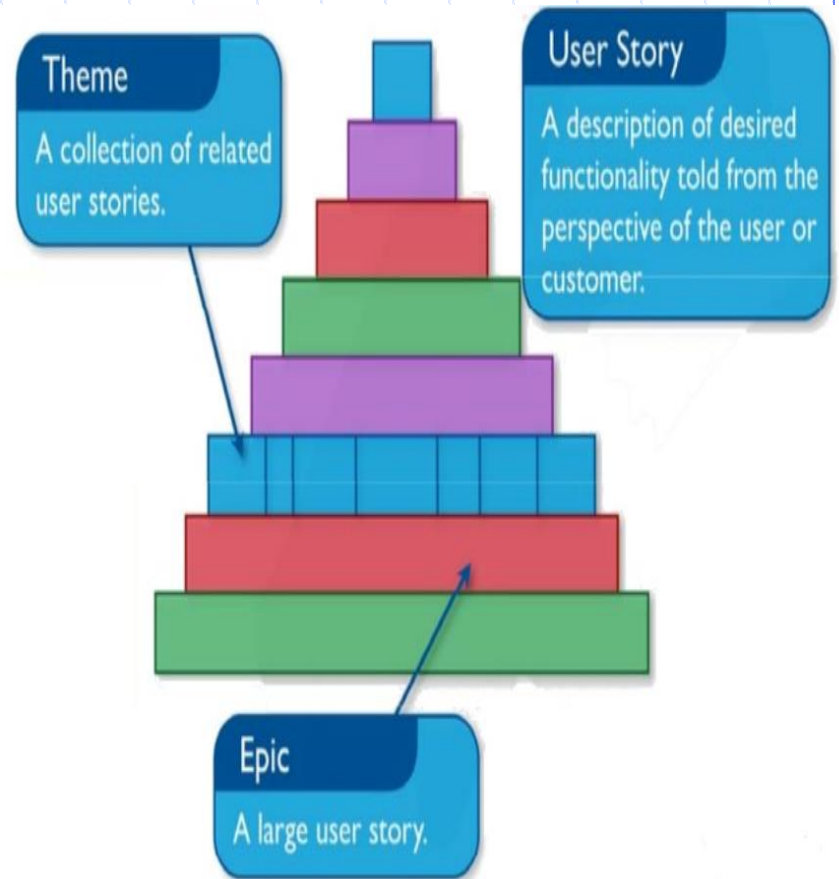 Theme
A collection of related
user stories.
User Story
A description of desired
functionality told from the
perspective of the user or
customer.
Epic
A large user story.